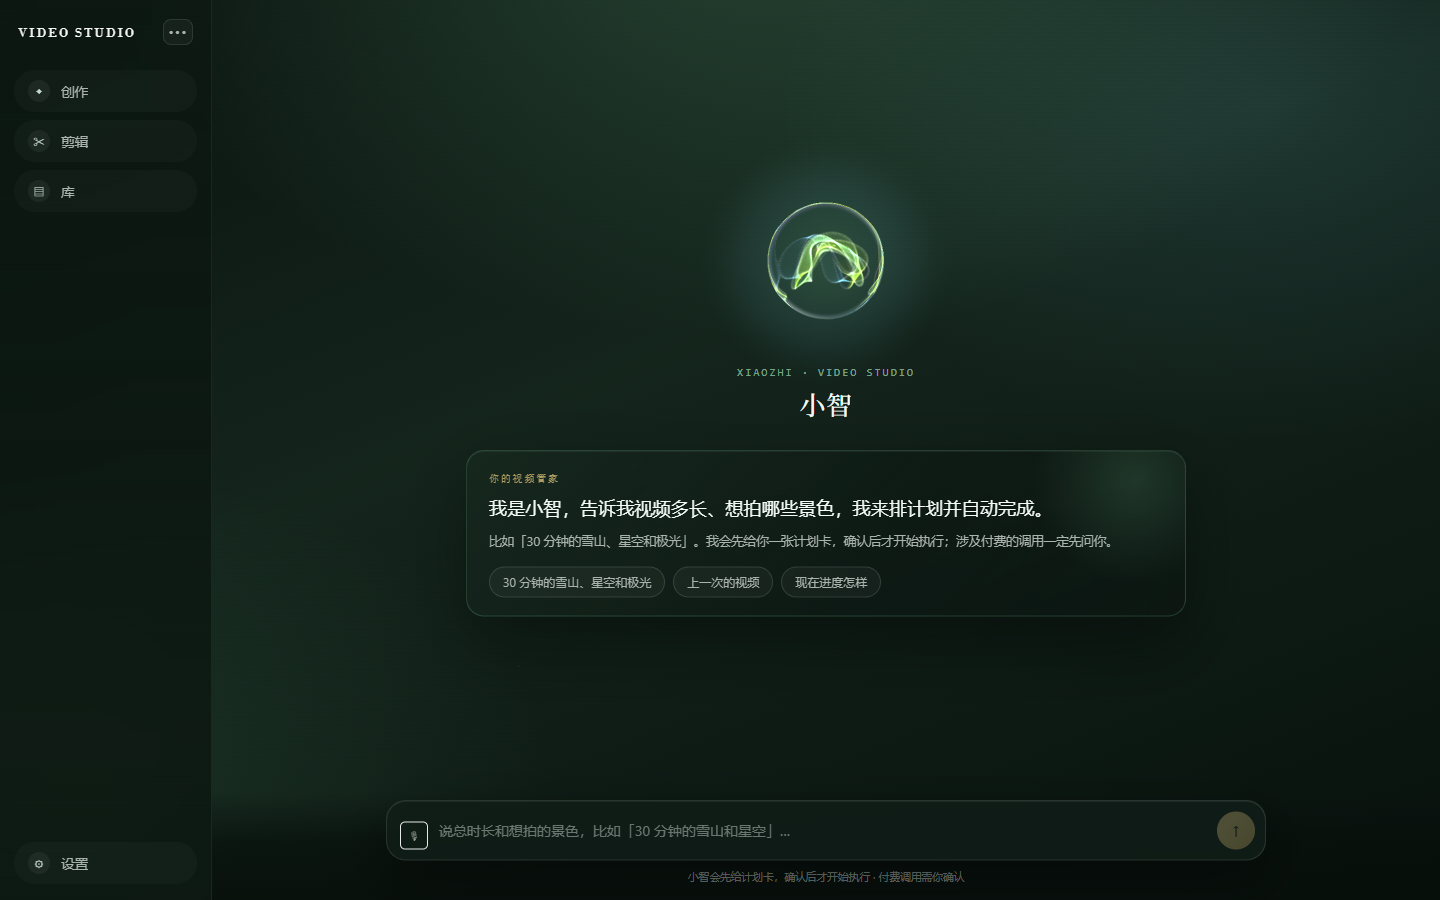 VIDEO STUDIO
创作
剪辑
库
XIAOZHI · VIDEO STUDIO
小智
你的视频管家
我是小智，告诉我视频多长、想拍哪些景色，我来排计划并自动完成。
比如「30 分钟的雪山、星空和极光」。我会先给你一张计划卡，确认后才开始执行；涉及付费的调用一定先问你。
30 分钟的雪山、星空和极光
上一次的视频
现在进度怎样
说总时长和想拍的景色，比如「30 分钟的雪山和星空」...
小智会先给计划卡，确认后才开始执行 · 付费调用需你确认
设置